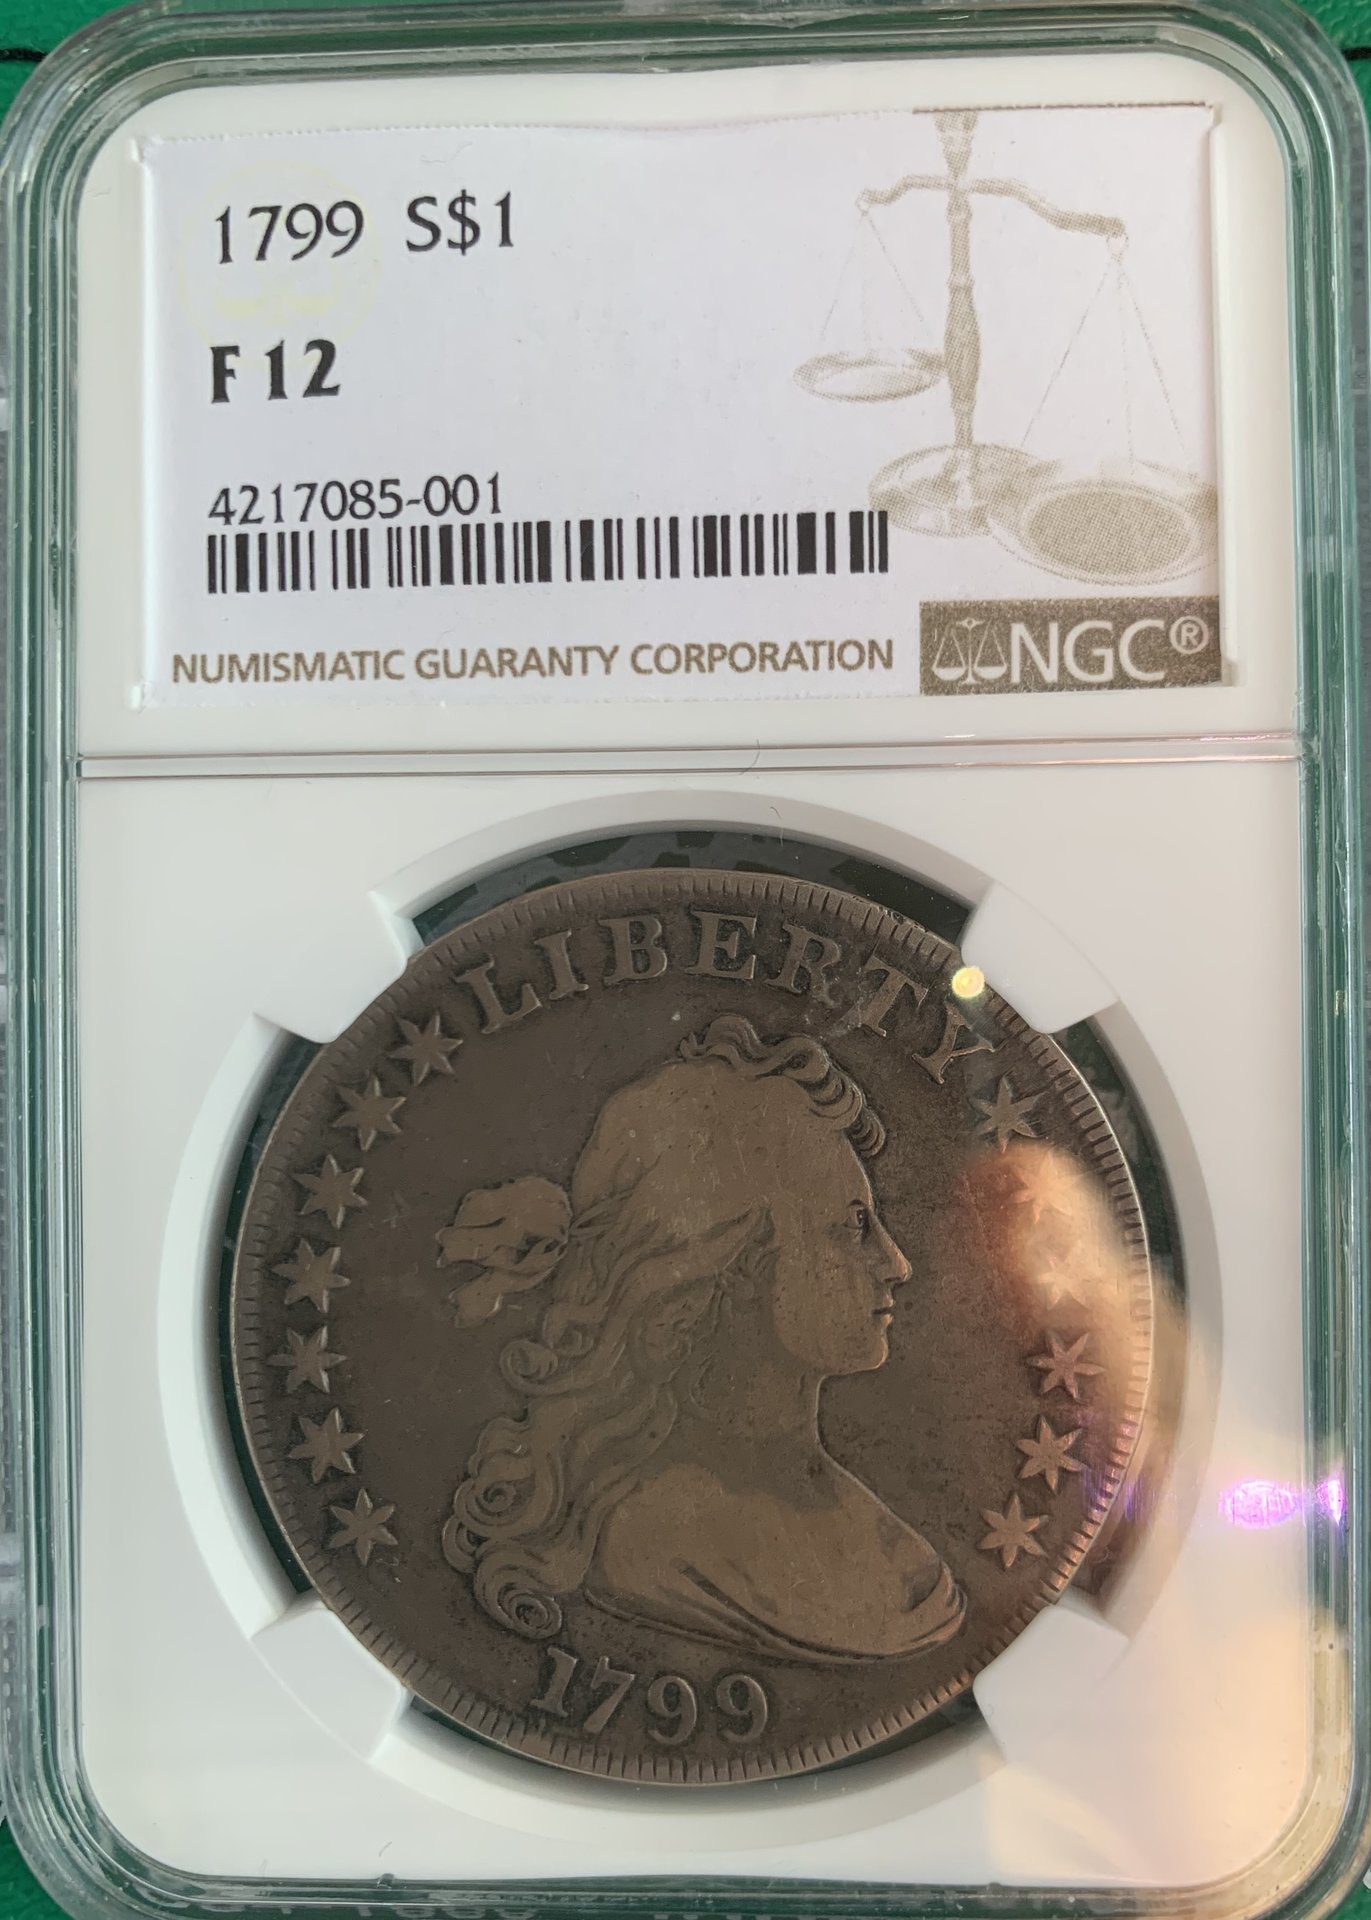 1799 S$1
F 12
4217085-001
NUMISMATIC GUARANTY CORPORATION
NGC®
LIBERTY
1799